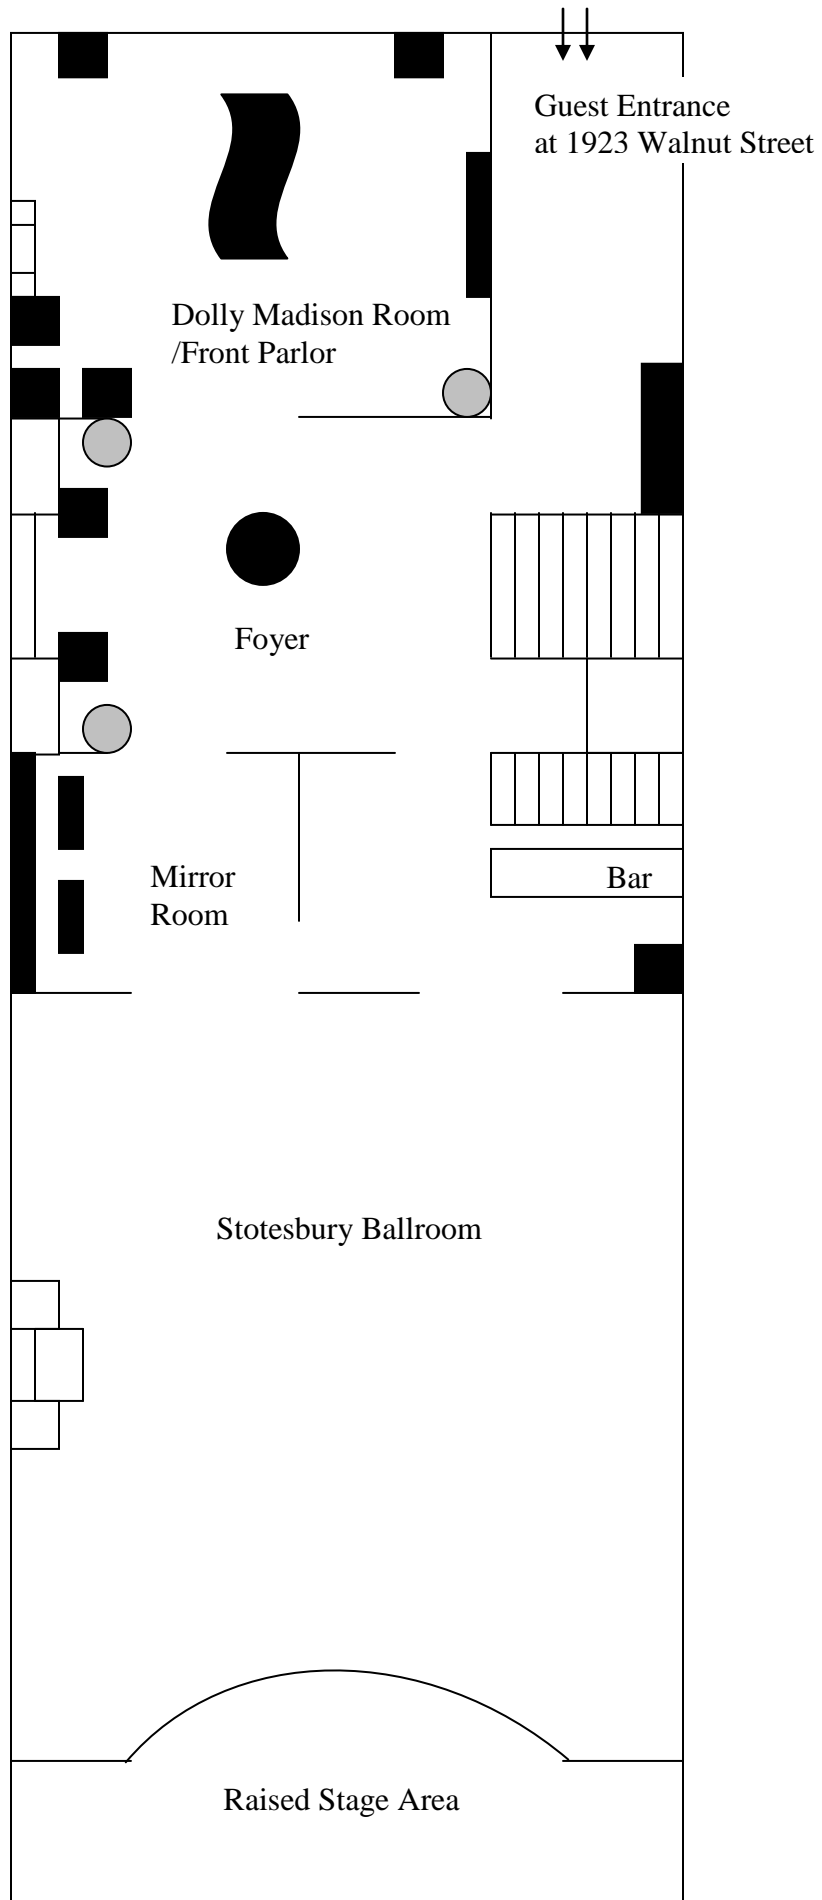 Guest Entrance
at 1923 Walnut Street
Dolly Madison Room
/Front Parlor
Foyer
Mirror
Room
Bar
Stotesbury Ballroom
Raised Stage Area